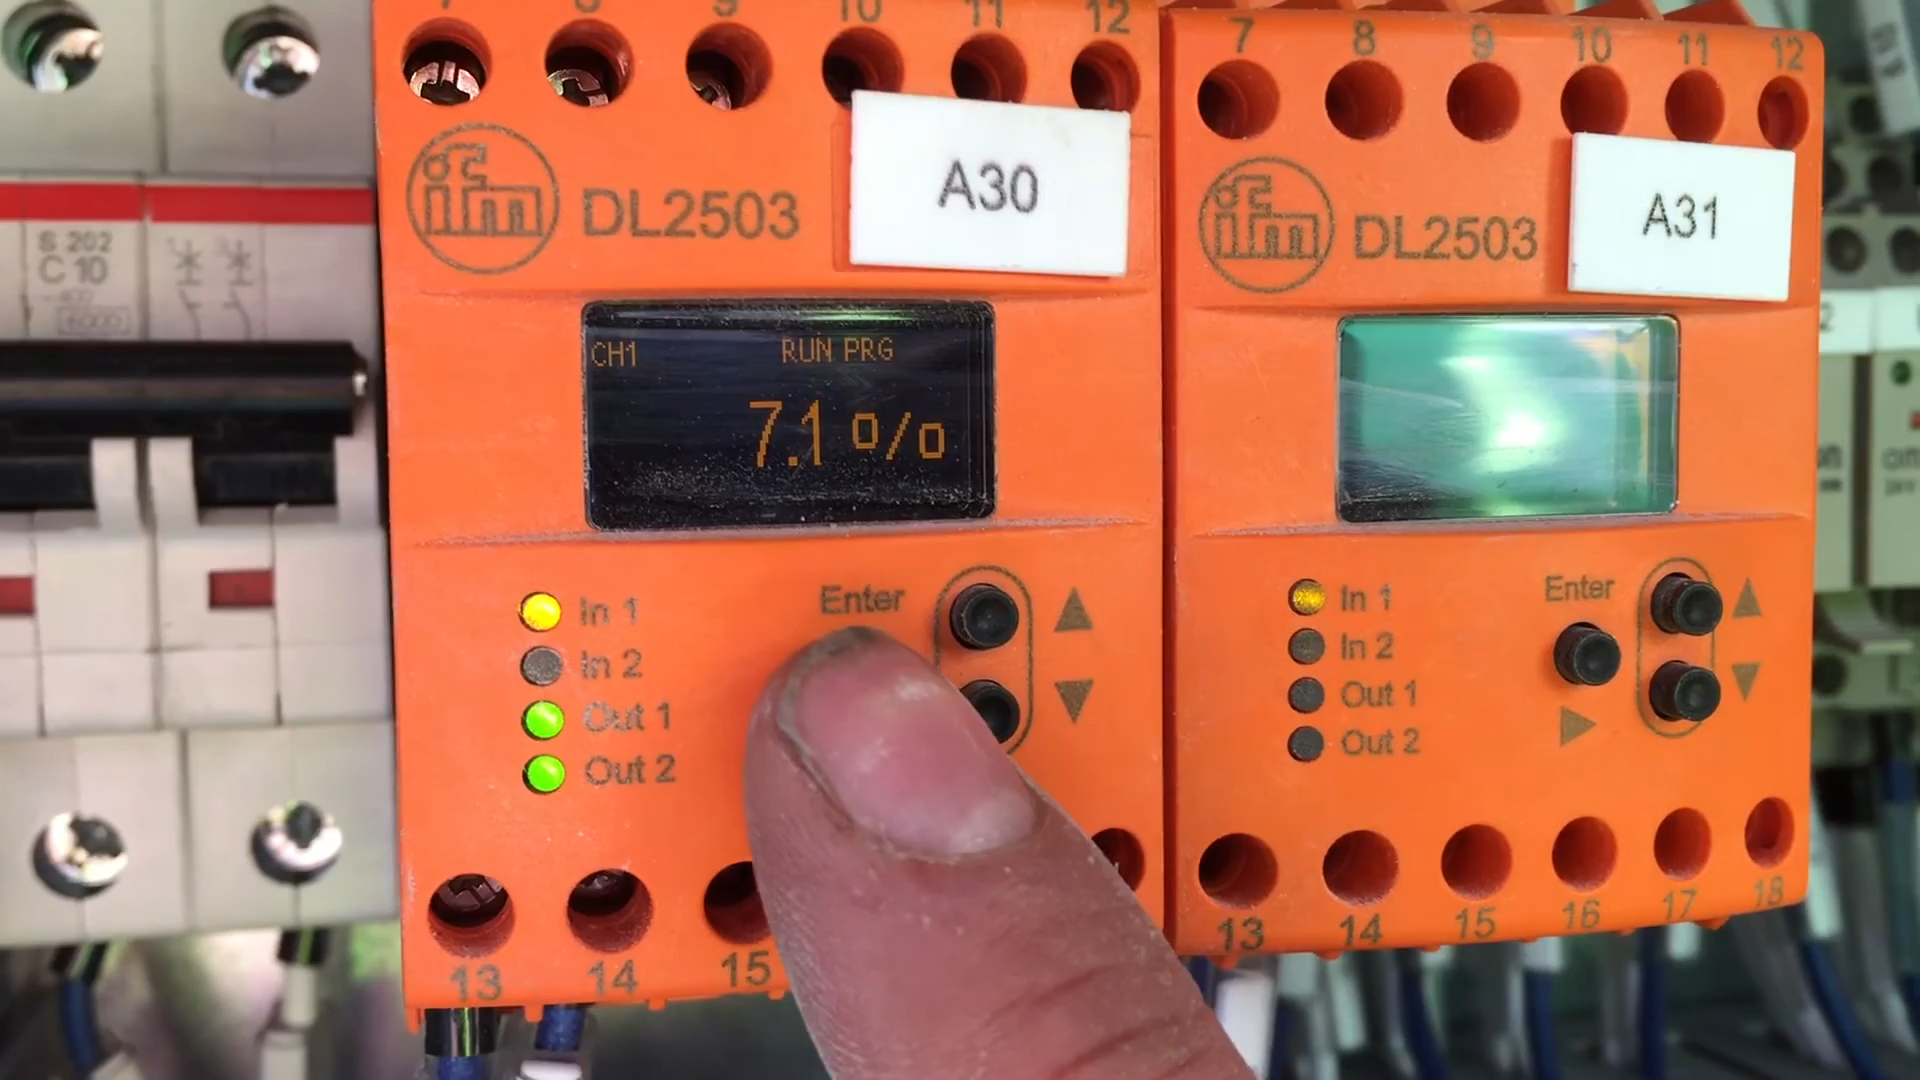 7 8 9 10 11 12
ifm DL2503
A30
CH1 RUN PRG
7.1 %
In 1
In 2
Out 1
Out 2
Enter
13 14 15
7 8 9 10 11 12
ifm DL2503
A31
In 1
In 2
Out 1
Out 2
Enter
13 14 15 16 17 18
S 202
C 10
400
6000